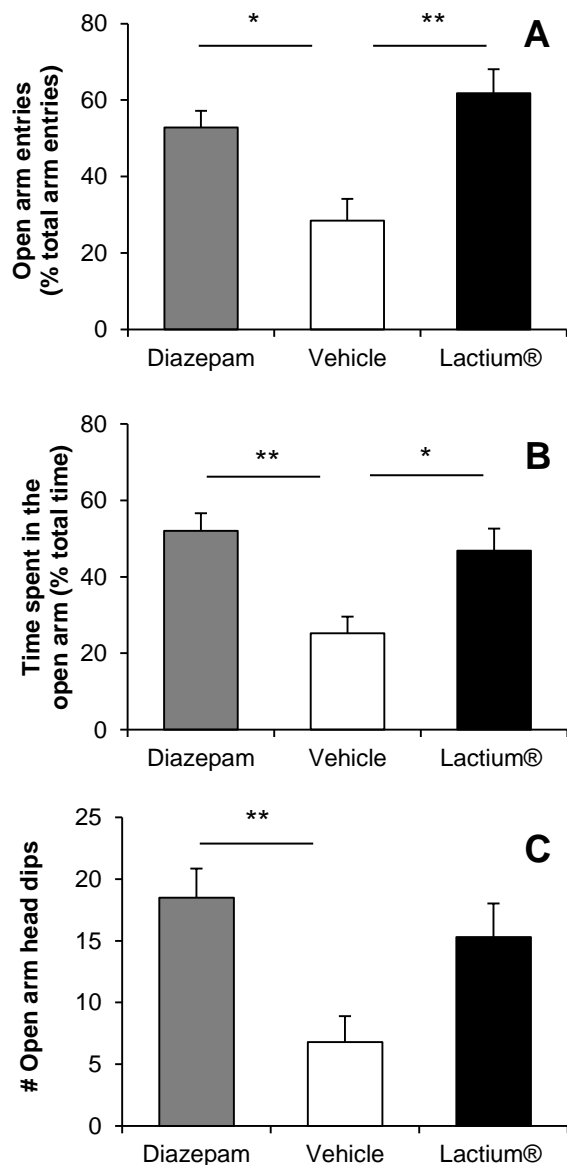 A
* **
Open arm entries
(% total arm entries)
80
60
40
20
0
Diazepam Vehicle Lactium®
B
** *
Time spent in the
open arm (% total time)
80
60
40
20
0
Diazepam Vehicle Lactium®
C
**
# Open arm head dips
25
20
15
10
5
0
Diazepam Vehicle Lactium®